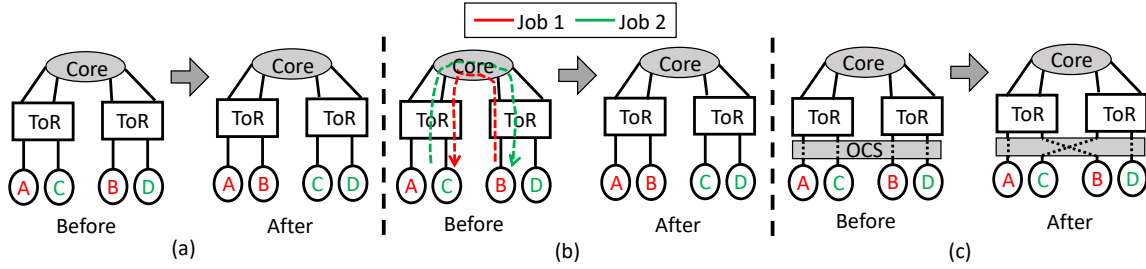 Job 1 Job 2
Core Core Core Core Core Core
ToR ToR ToR ToR ToR ToR ToR ToR ToR ToR ToR ToR
OCS
A C B D A B C D A C B D A B C D A C B D A C B D
Before After Before After Before After
(a) (b) (c)